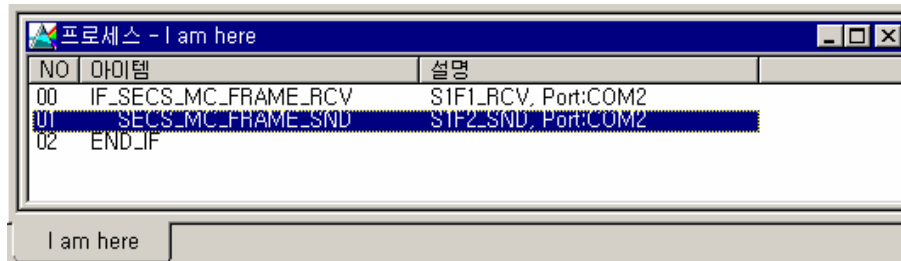 프로세스 - I am here
NO 아이템 설명
00 IF_SECS_MC_FRAME_RCV S1F1_RCV, Port:COM2
01 SECS_MC_FRAME_SND S1F2_SND, Port:COM2
02 END_IF
I am here